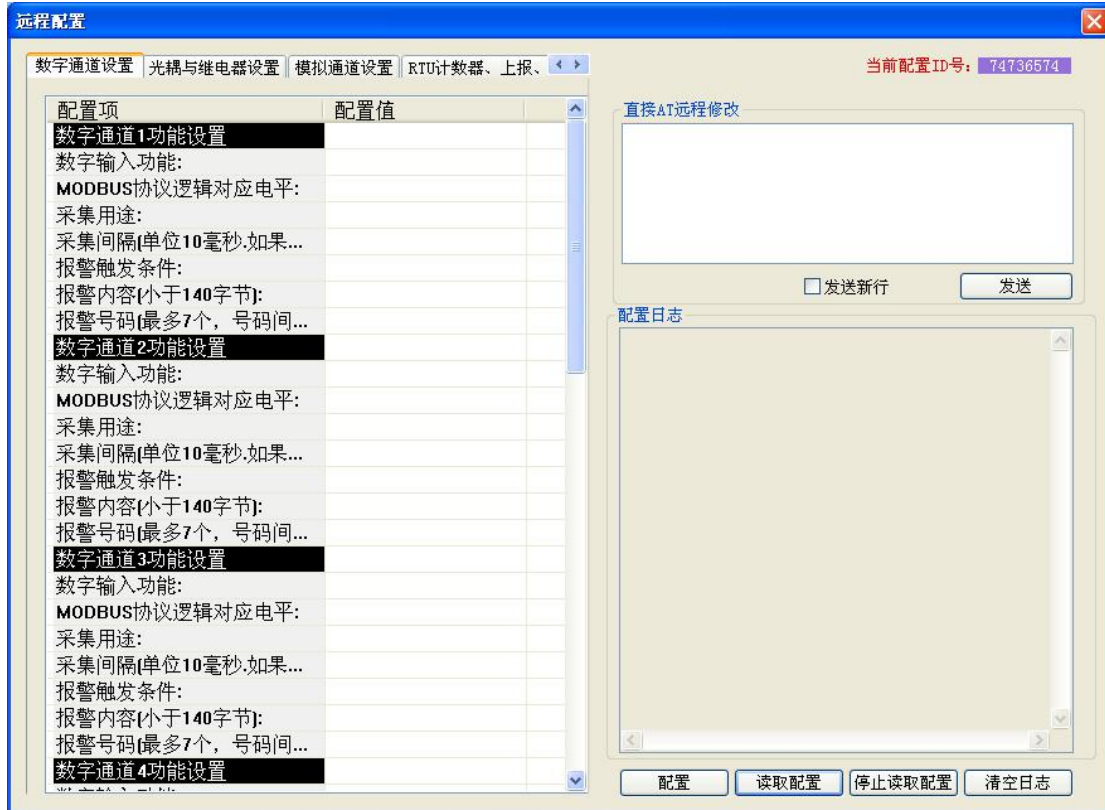 远程配置
数字通道设置 光耦与继电器设置 模拟通道设置 RTU计数器、上报、
当前配置ID号: 74736574
配置项 配置值
数字通道1功能设置
数字输入功能:
MODBUS协议逻辑对应电平:
采集用途:
采集间隔(单位10毫秒.如果...
报警触发条件:
报警内容(小于140字节):
报警号码(最多7个，号码间...
数字通道2功能设置
数字输入功能:
MODBUS协议逻辑对应电平:
采集用途:
采集间隔(单位10毫秒.如果...
报警触发条件:
报警内容(小于140字节):
报警号码(最多7个，号码间...
数字通道3功能设置
数字输入功能:
MODBUS协议逻辑对应电平:
采集用途:
采集间隔(单位10毫秒.如果...
报警触发条件:
报警内容(小于140字节):
报警号码(最多7个，号码间...
数字通道4功能设置
直接AT远程修改
发送新行 发送
配置日志
配置 读取配置 停止读取配置 清空日志